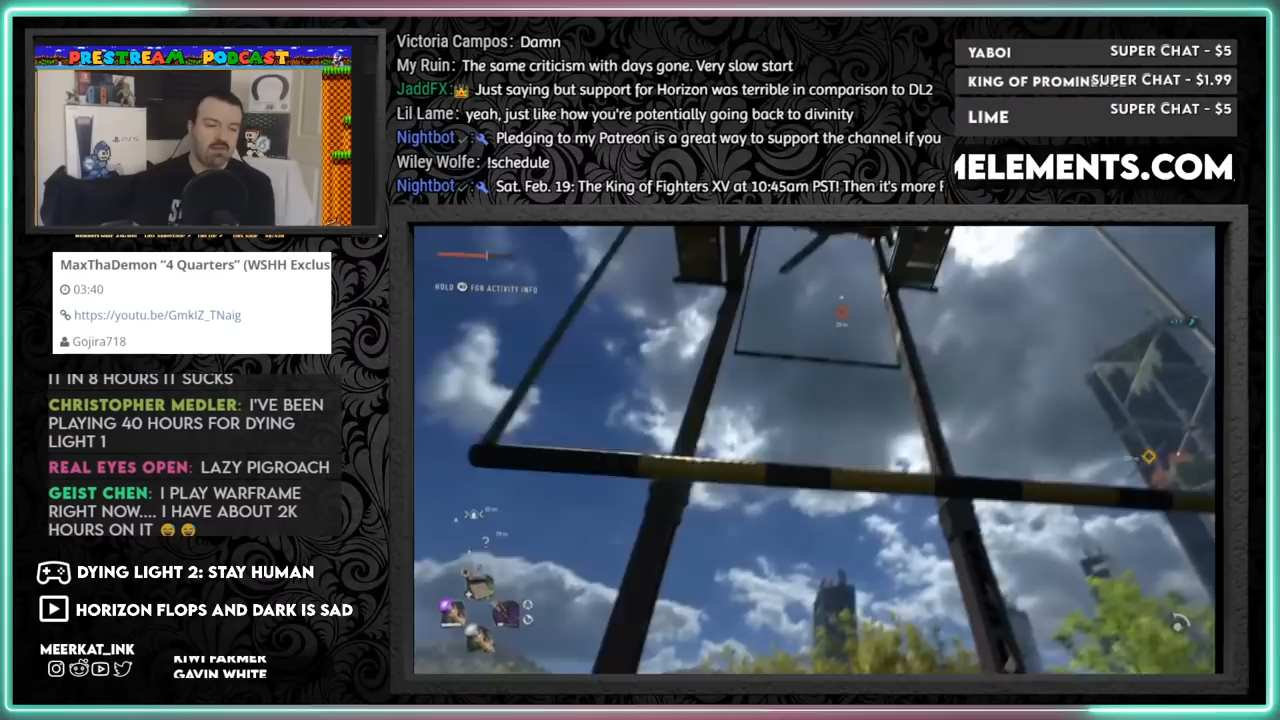 PRESTREAM PODCAST
Victoria Campos: Damn
My Ruin: The same criticism with days gone. Very slow start
JaddFX: Just saying but support for Horizon was terrible in comparison to DL2
Lil Lame: yeah, just like how you're potentially going back to divinity
Nightbot: Pledging to my Patreon is a great way to support the channel if you
Wiley Wolfe: !schedule
Nightbot: Sat. Feb. 19: The King of Fighters XV at 10:45am PST! Then it's more
YABOI SUPER CHAT - $5
KING OF PROMINS SUPER CHAT - $1.99
LIME SUPER CHAT - $5
MELEMENTS.COM
MaxThaDemon "4 Quarters" (WSHH Exclus
03:40
https://youtu.be/GmkIZ_TNaig
Gojira718
IT IN 8 HOURS IT SUCKS
CHRISTOPHER MEDLER: I'VE BEEN
PLAYING 40 HOURS FOR DYING
LIGHT 1
REAL EYES OPEN: LAZY PIGROACH
GEIST CHEN: I PLAY WARFRAME
RIGHT NOW.... I HAVE ABOUT 2K
HOURS ON IT 😅 😅
DYING LIGHT 2: STAY HUMAN
HORIZON FLOPS AND DARK IS SAD
MEERKAT_INK
KIWI FARMER
GAVIN WHITE
HOLD FOR ACTIVITY INFO